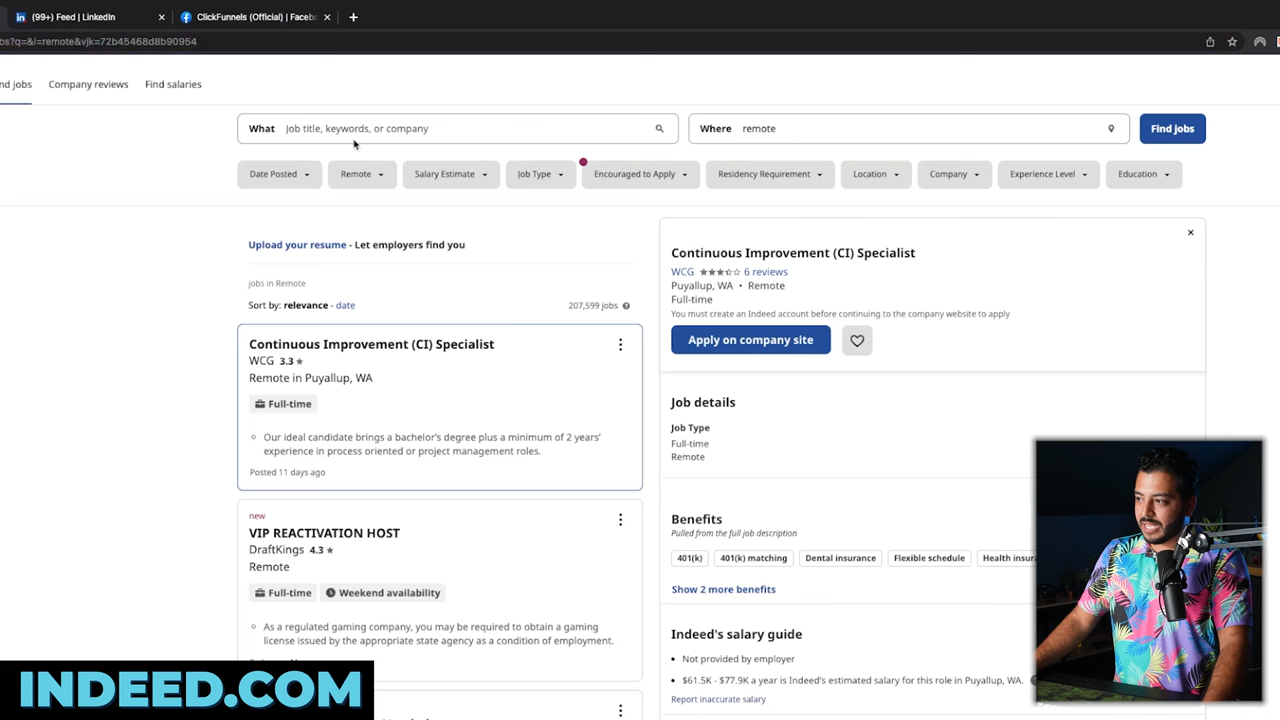 (99+) Feed | LinkedIn
ClickFunnels (Official) | Facebo
bs?q=&l=remote&vjk=72b45468d8b90954
nd jobs Company reviews Find salaries
What Job title, keywords, or company Where remote Find jobs
Date Posted Remote Salary Estimate Job Type Encouraged to Apply Residency Requirement Location Company Experience Level Education
Upload your resume - Let employers find you
jobs in Remote
Sort by: relevance - date 207,599 jobs
Continuous Improvement (CI) Specialist
WCG 3.3
Remote in Puyallup, WA
Full-time
Our ideal candidate brings a bachelor's degree plus a minimum of 2 years'
experience in process oriented or project management roles.
Posted 11 days ago
new
VIP REACTIVATION HOST
DraftKings 4.3
Remote
Full-time Weekend availability
As a regulated gaming company, you may be required to obtain a gaming
license issued by the appropriate state agency as a condition of employment.
Continuous Improvement (CI) Specialist
WCG 6 reviews
Puyallup, WA • Remote
Full-time
You must create an Indeed account before continuing to the company website to apply
Apply on company site
Job details
Job Type
Full-time
Remote
Benefits
Pulled from the full job description
401(k) 401(k) matching Dental insurance Flexible schedule Health insura
Show 2 more benefits
Indeed's salary guide
Not provided by employer
$61.5K - $77.9K a year is Indeed's estimated salary for this role in Puyallup, WA.
Report inaccurate salary
INDEED.COM